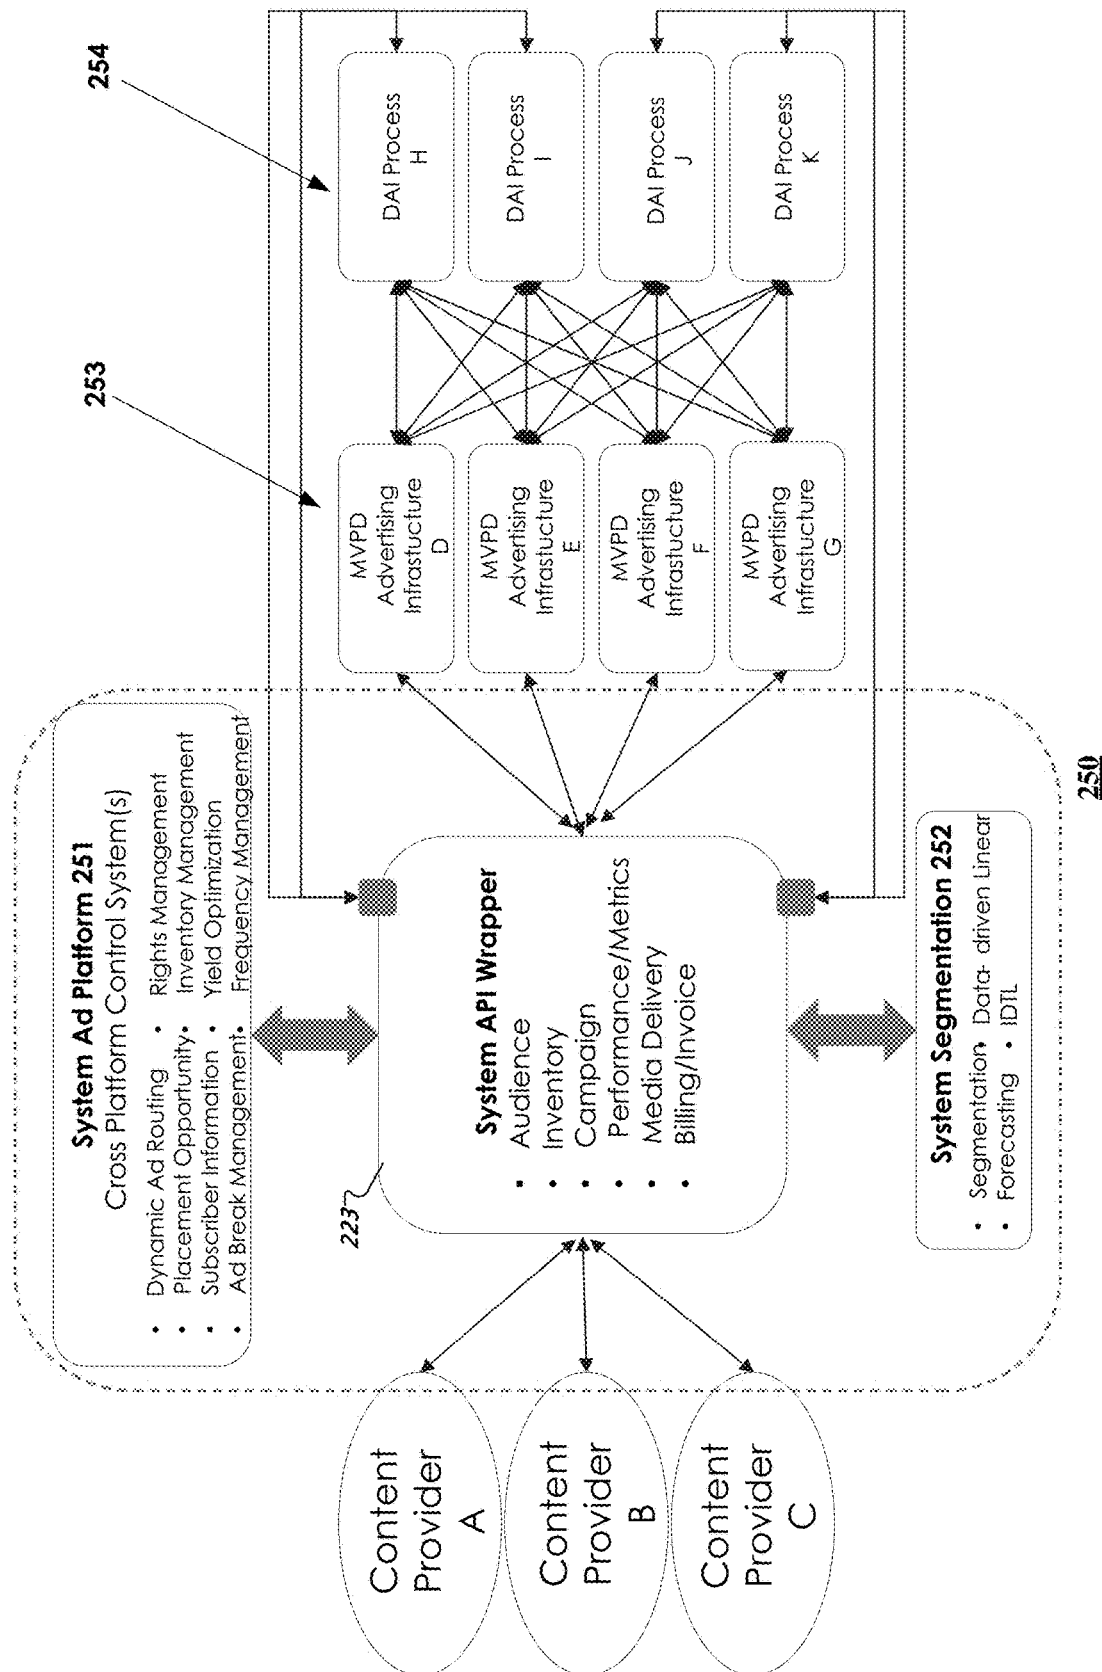 System Ad Platform 251
Cross Platform Control System(s)
• Dynamic Ad Routing
• Placement Opportunity
• Subscriber Information
• Ad Break Management
• Rights Management
• Inventory Management
• Yield Optimization
• Frequency Management
223
System API Wrapper
• Audience
• Inventory
• Campaign
• Performance/Metrics
• Media Delivery
• Billing/Invoice
System Segmentation 252
• Segmentation
• Forecasting
• Data- driven Linear
• IDTL
Content
Provider
A
Content
Provider
B
Content
Provider
C
253
MVPD
Advertising
Infrastucture
D
MVPD
Advertising
Infrastucture
E
MVPD
Advertising
Infrastucture
F
MVPD
Advertising
Infrastucture
G
254
DAI Process
H
DAI Process
I
DAI Process
J
DAI Process
K
250